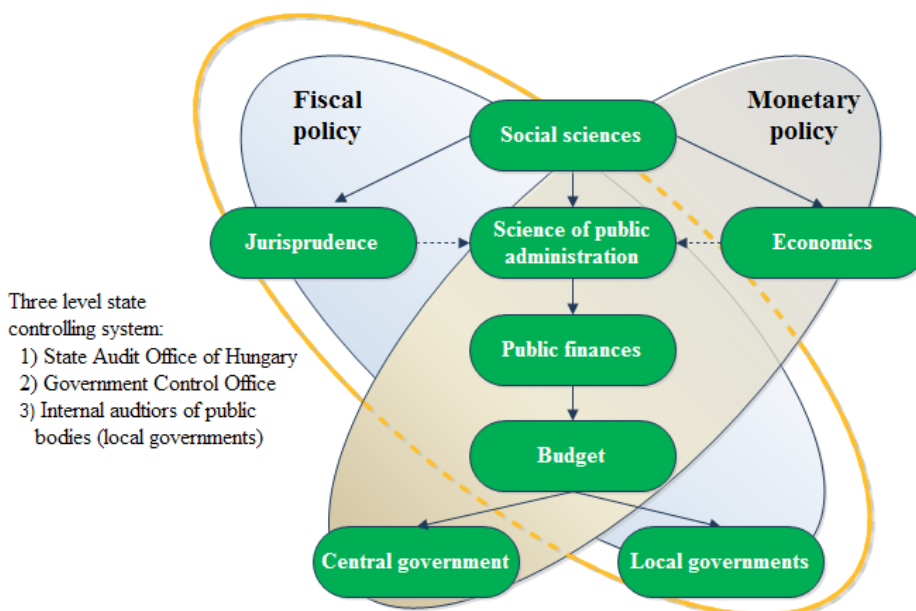 Fiscal
policy
Monetary
policy
Social sciences
Jurisprudence
Science of public
administration
Economics
Three level state
controlling system:
1) State Audit Office of Hungary
2) Government Control Office
3) Internal audtiors of public
bodies (local governments)
Public finances
Budget
Central government
Local governments